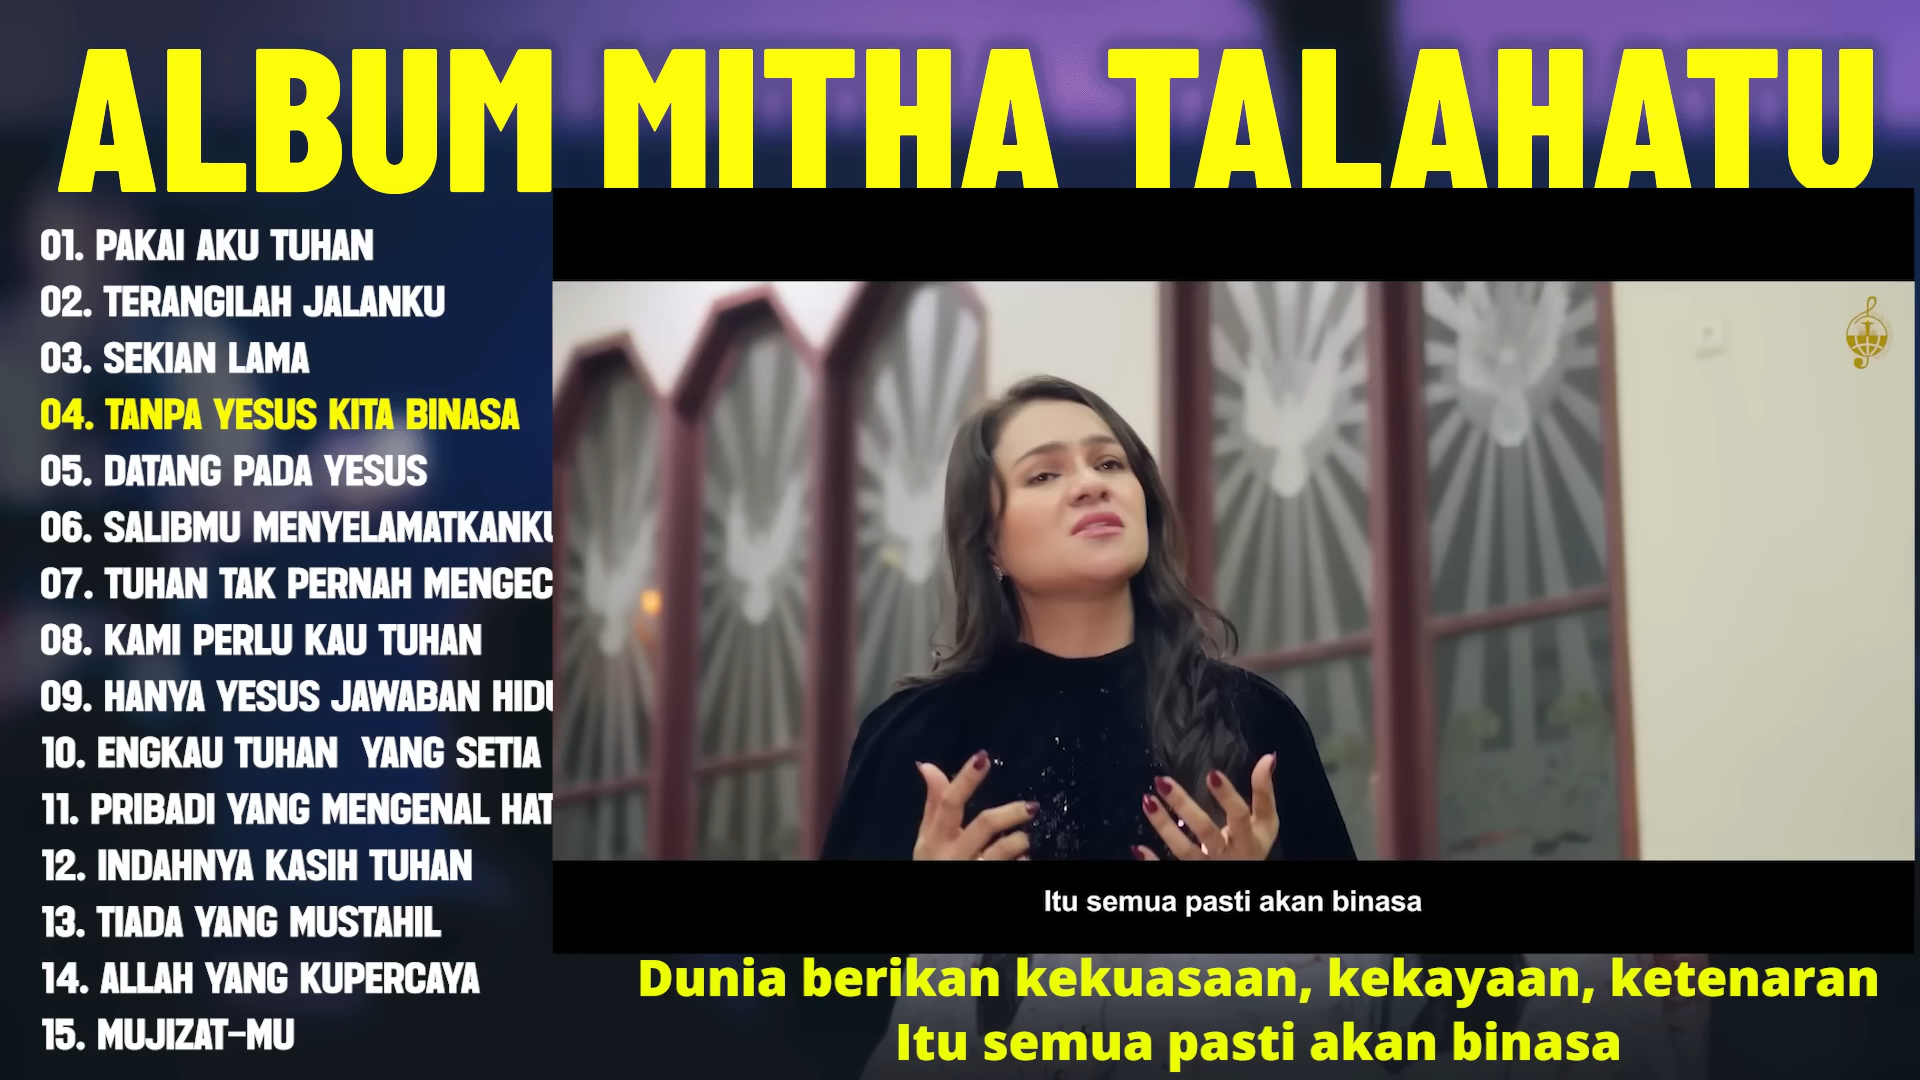 ALBUM MITHA TALAHATU
01. PAKAI AKU TUHAN
02. TERANGILAH JALANKU
03. SEKIAN LAMA
04. TANPA YESUS KITA BINASA
05. DATANG PADA YESUS
06. SALIBMU MENYELAMATKANKU
07. TUHAN TAK PERNAH MENGEC
08. KAMI PERLU KAU TUHAN
09. HANYA YESUS JAWABAN HIDU
10. ENGKAU TUHAN YANG SETIA
11. PRIBADI YANG MENGENAL HAT
12. INDAHNYA KASIH TUHAN
13. TIADA YANG MUSTAHIL
14. ALLAH YANG KUPERCAYA
15. MUJIZAT-MU
Itu semua pasti akan binasa
Dunia berikan kekuasaan, kekayaan, ketenaran
Itu semua pasti akan binasa